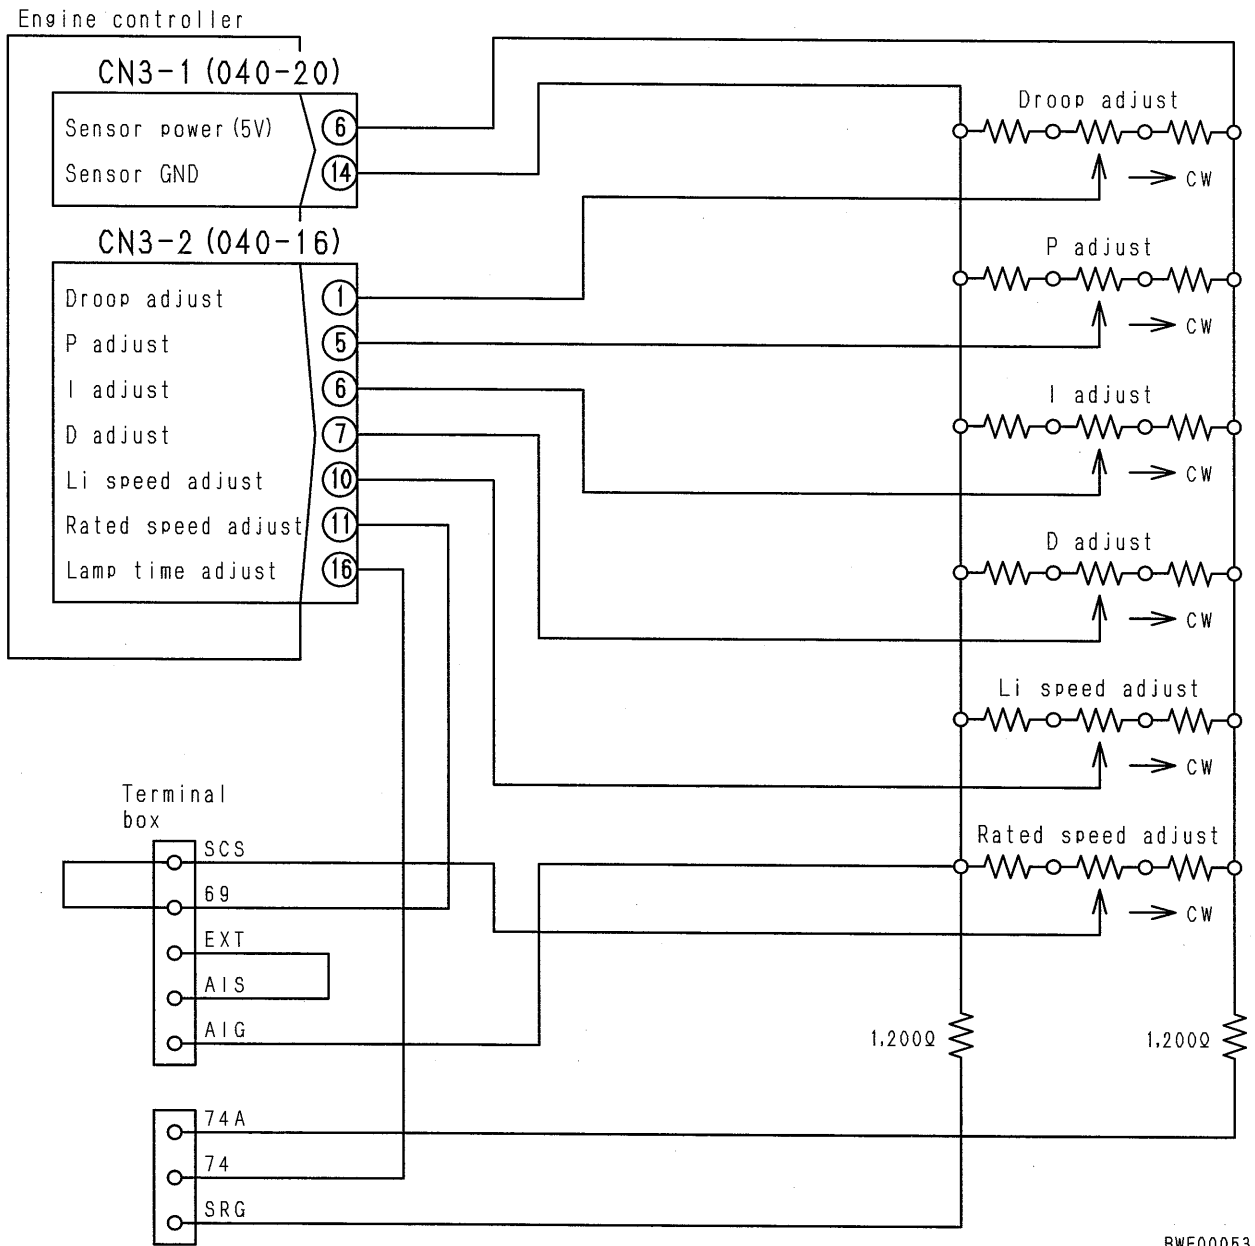 Engine controller
CN3-1 (040-20)
Sensor power (5V) 6
Sensor GND 14
CN3-2 (040-16)
Droop adjust 1
P adjust 5
I adjust 6
D adjust 7
Li speed adjust 10
Rated speed adjust 11
Lamp time adjust 16
Droop adjust
CW
P adjust
CW
I adjust
CW
D adjust
CW
Li speed adjust
CW
Rated speed adjust
CW
1,200Ω
1,200Ω
Terminal
box
SCS
69
EXT
AIS
AIG
74A
74
SRG
BWE00053